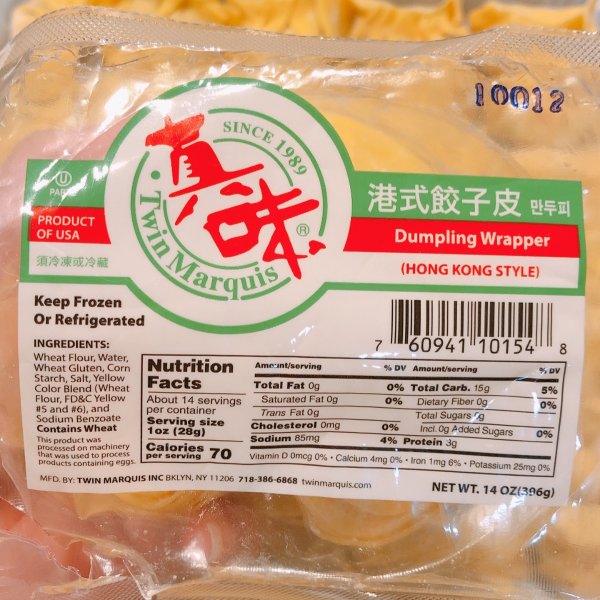 10012
SINCE 1989
真味
®
Twin Marquis
U
PRODUCT
OF USA
須冷凍或冷藏
港式餃子皮 만두피
Dumpling Wrapper
(HONG KONG STYLE)
Keep Frozen
Or Refrigerated
7 60941 10154 8
INGREDIENTS:
Wheat Flour, Water,
Wheat Gluten, Corn
Starch, Salt, Yellow
Color Blend (Wheat
Flour, FD&C Yellow
#5 and #6), and
Sodium Benzoate
Contains Wheat
This product was
processed on machinery
that was used to process
products containing eggs.
Nutrition
Facts
About 14 servings
per container
Serving size
1oz (28g)
Calories
per serving 70
Amount/serving % DV
Total Fat 0g 0%
Saturated Fat 0g 0%
Trans Fat 0g
Cholesterol 0mg 0%
Sodium 85mg 4%
Amount/serving % DV
Total Carb. 15g 5%
Dietary Fiber 0g 0%
Total Sugars 0g
Incl. 0g Added Sugars 0%
Protein 3g
Vitamin D 0mcg 0% • Calcium 4mg 0% • Iron 1mg 6% • Potassium 25mg 0%
MFD. BY: TWIN MARQUIS INC BKLYN, NY 11206 718-386-6868 twinmarquis.com
NET WT. 14 OZ(396g)